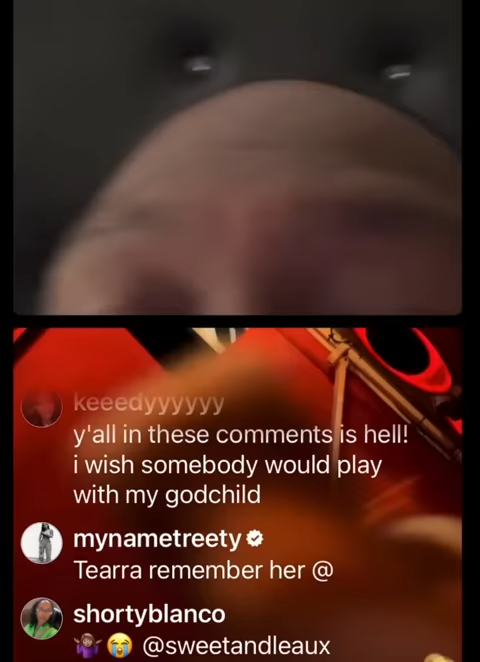 keeedyyyyyy
y'all in these comments is hell!
i wish somebody would play
with my godchild
mynametreety
Tearra remember her @
shortyblanco
🤷🏽‍♀️😭 @sweetandleaux